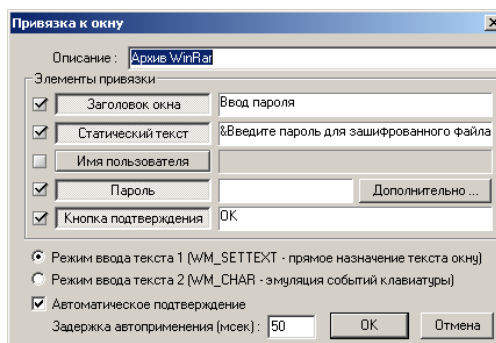 Привязка к окну
Описание : Архив WinRar
Элементы привязки
Заголовок окна Ввод пароля
Статический текст &Введите пароль для зашифрованного файла
Имя пользователя
Пароль Дополнительно ...
Кнопка подтверждения OK
Режим ввода текста 1 (WM_SETTEXT - прямое назначение текста окну)
Режим ввода текста 2 (WM_CHAR - эмуляция событий клавиатуры)
Автоматическое подтверждение
Задержка автоприменения (мсек) : 50 OK Отмена